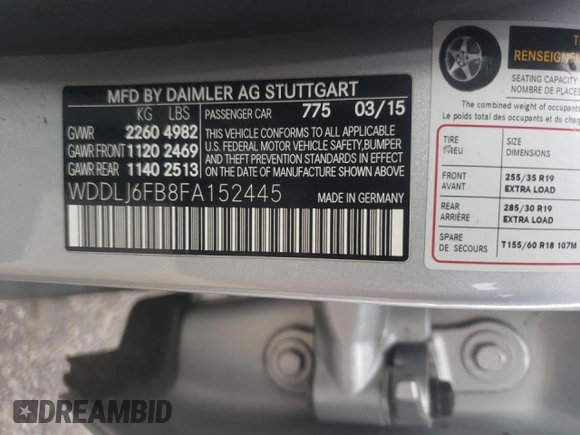 MFD BY DAIMLER AG STUTTGART
KG LBS PASSENGER CAR 775 03/15
GVWR 2260 4982
GAWR FRONT 1120 2469
GAWR REAR 1140 2513
THIS VEHICLE CONFORMS TO ALL APPLICABLE
U.S. FEDERAL MOTOR VEHICLE SAFETY, BUMPER,
AND THEFT PREVENTION STANDARDS IN EFFECT
ON THE DATE OF MANUFACTURE SHOWN ABOVE
WDDLJ6FB8FA152445 MADE IN GERMANY
RENSEIGNEM
SEATING CAPACITY
NOMBRE DE PLACES
The combined weight of occupants
Le poids total des occupants
TIRE SIZE
PNEU DIMENSIONS
FRONT 255/35 R19
AVANT EXTRA LOAD
REAR 285/30 R19
ARRIÈRE EXTRA LOAD
SPARE T155/60 R18 107M
DE SECOURS
DREAMBID